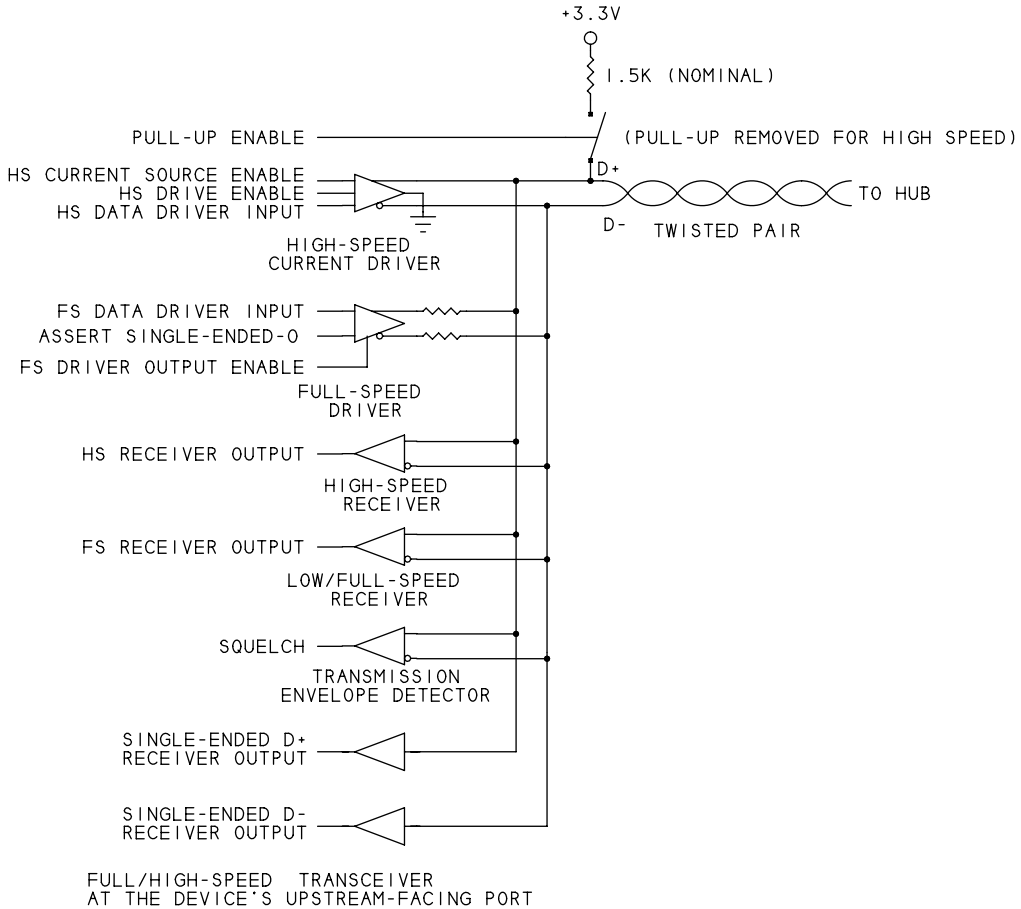 +3.3V
1.5K (NOMINAL)
PULL-UP ENABLE
(PULL-UP REMOVED FOR HIGH SPEED)
D+
HS CURRENT SOURCE ENABLE
HS DRIVE ENABLE
HS DATA DRIVER INPUT
TO HUB
D-
TWISTED PAIR
HIGH-SPEED
CURRENT DRIVER
FS DATA DRIVER INPUT
ASSERT SINGLE-ENDED-0
FS DRIVER OUTPUT ENABLE
FULL-SPEED
DRIVER
HS RECEIVER OUTPUT
HIGH-SPEED
RECEIVER
FS RECEIVER OUTPUT
LOW/FULL-SPEED
RECEIVER
SQUELCH
TRANSMISSION
ENVELOPE DETECTOR
SINGLE-ENDED D+
RECEIVER OUTPUT
SINGLE-ENDED D-
RECEIVER OUTPUT
FULL/HIGH-SPEED TRANSCEIVER
AT THE DEVICE'S UPSTREAM-FACING PORT